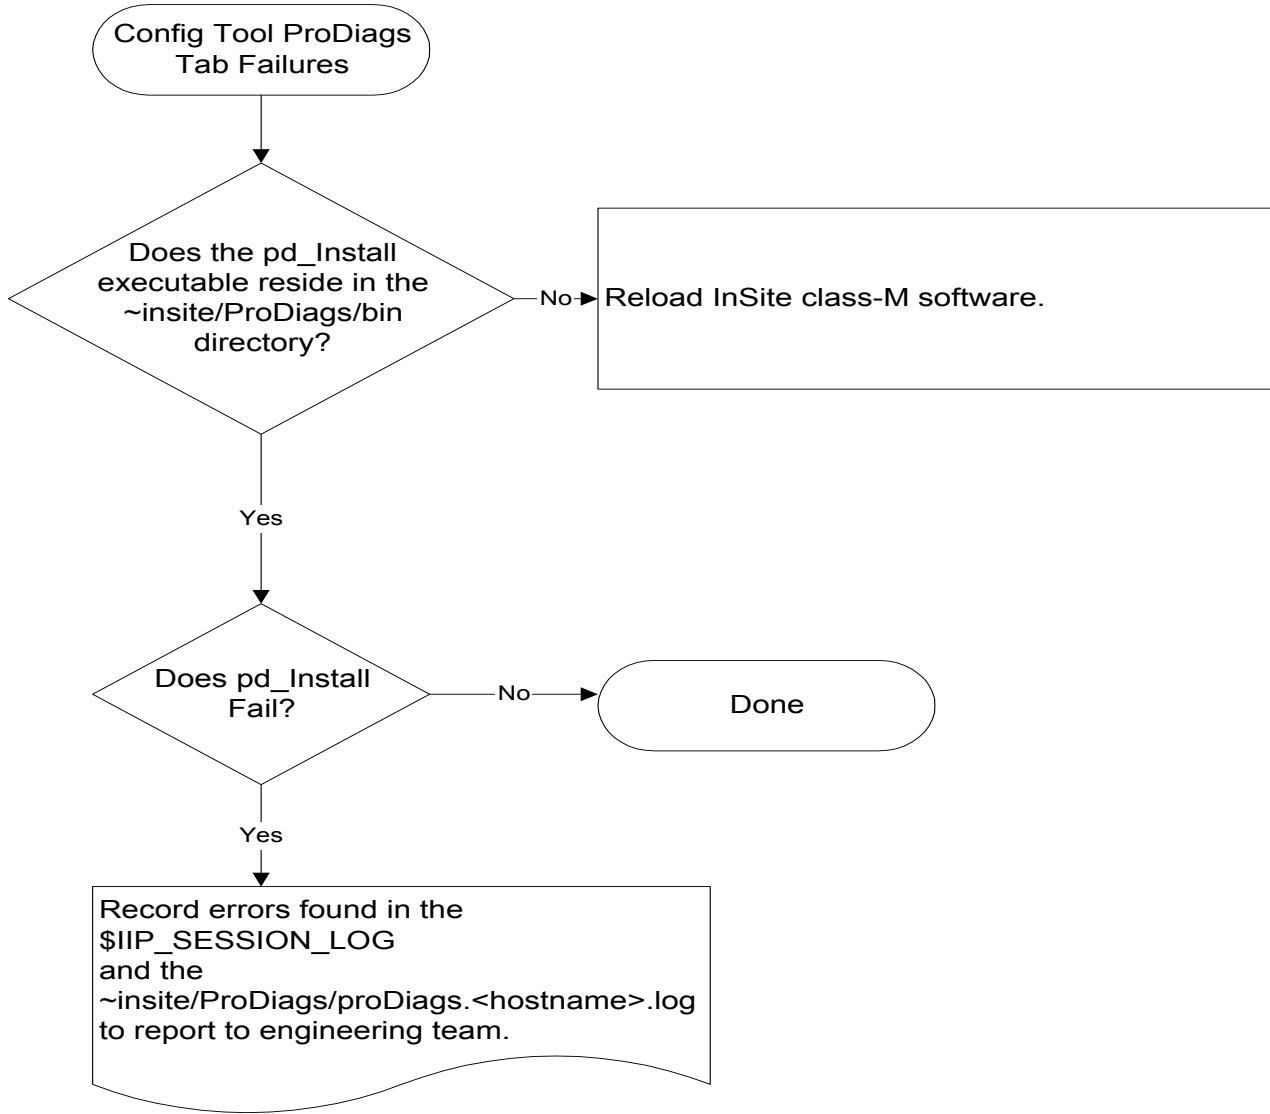 Config Tool ProDiags
Tab Failures
Does the pd_Install
executable reside in the
~insite/ProDiags/bin
directory?
No
Reload InSite class-M software.
Yes
Does pd_Install
Fail?
No
Done
Yes
Record errors found in the
$IIP_SESSION_LOG
and the
~insite/ProDiags/proDiags.<hostname>.log
to report to engineering team.